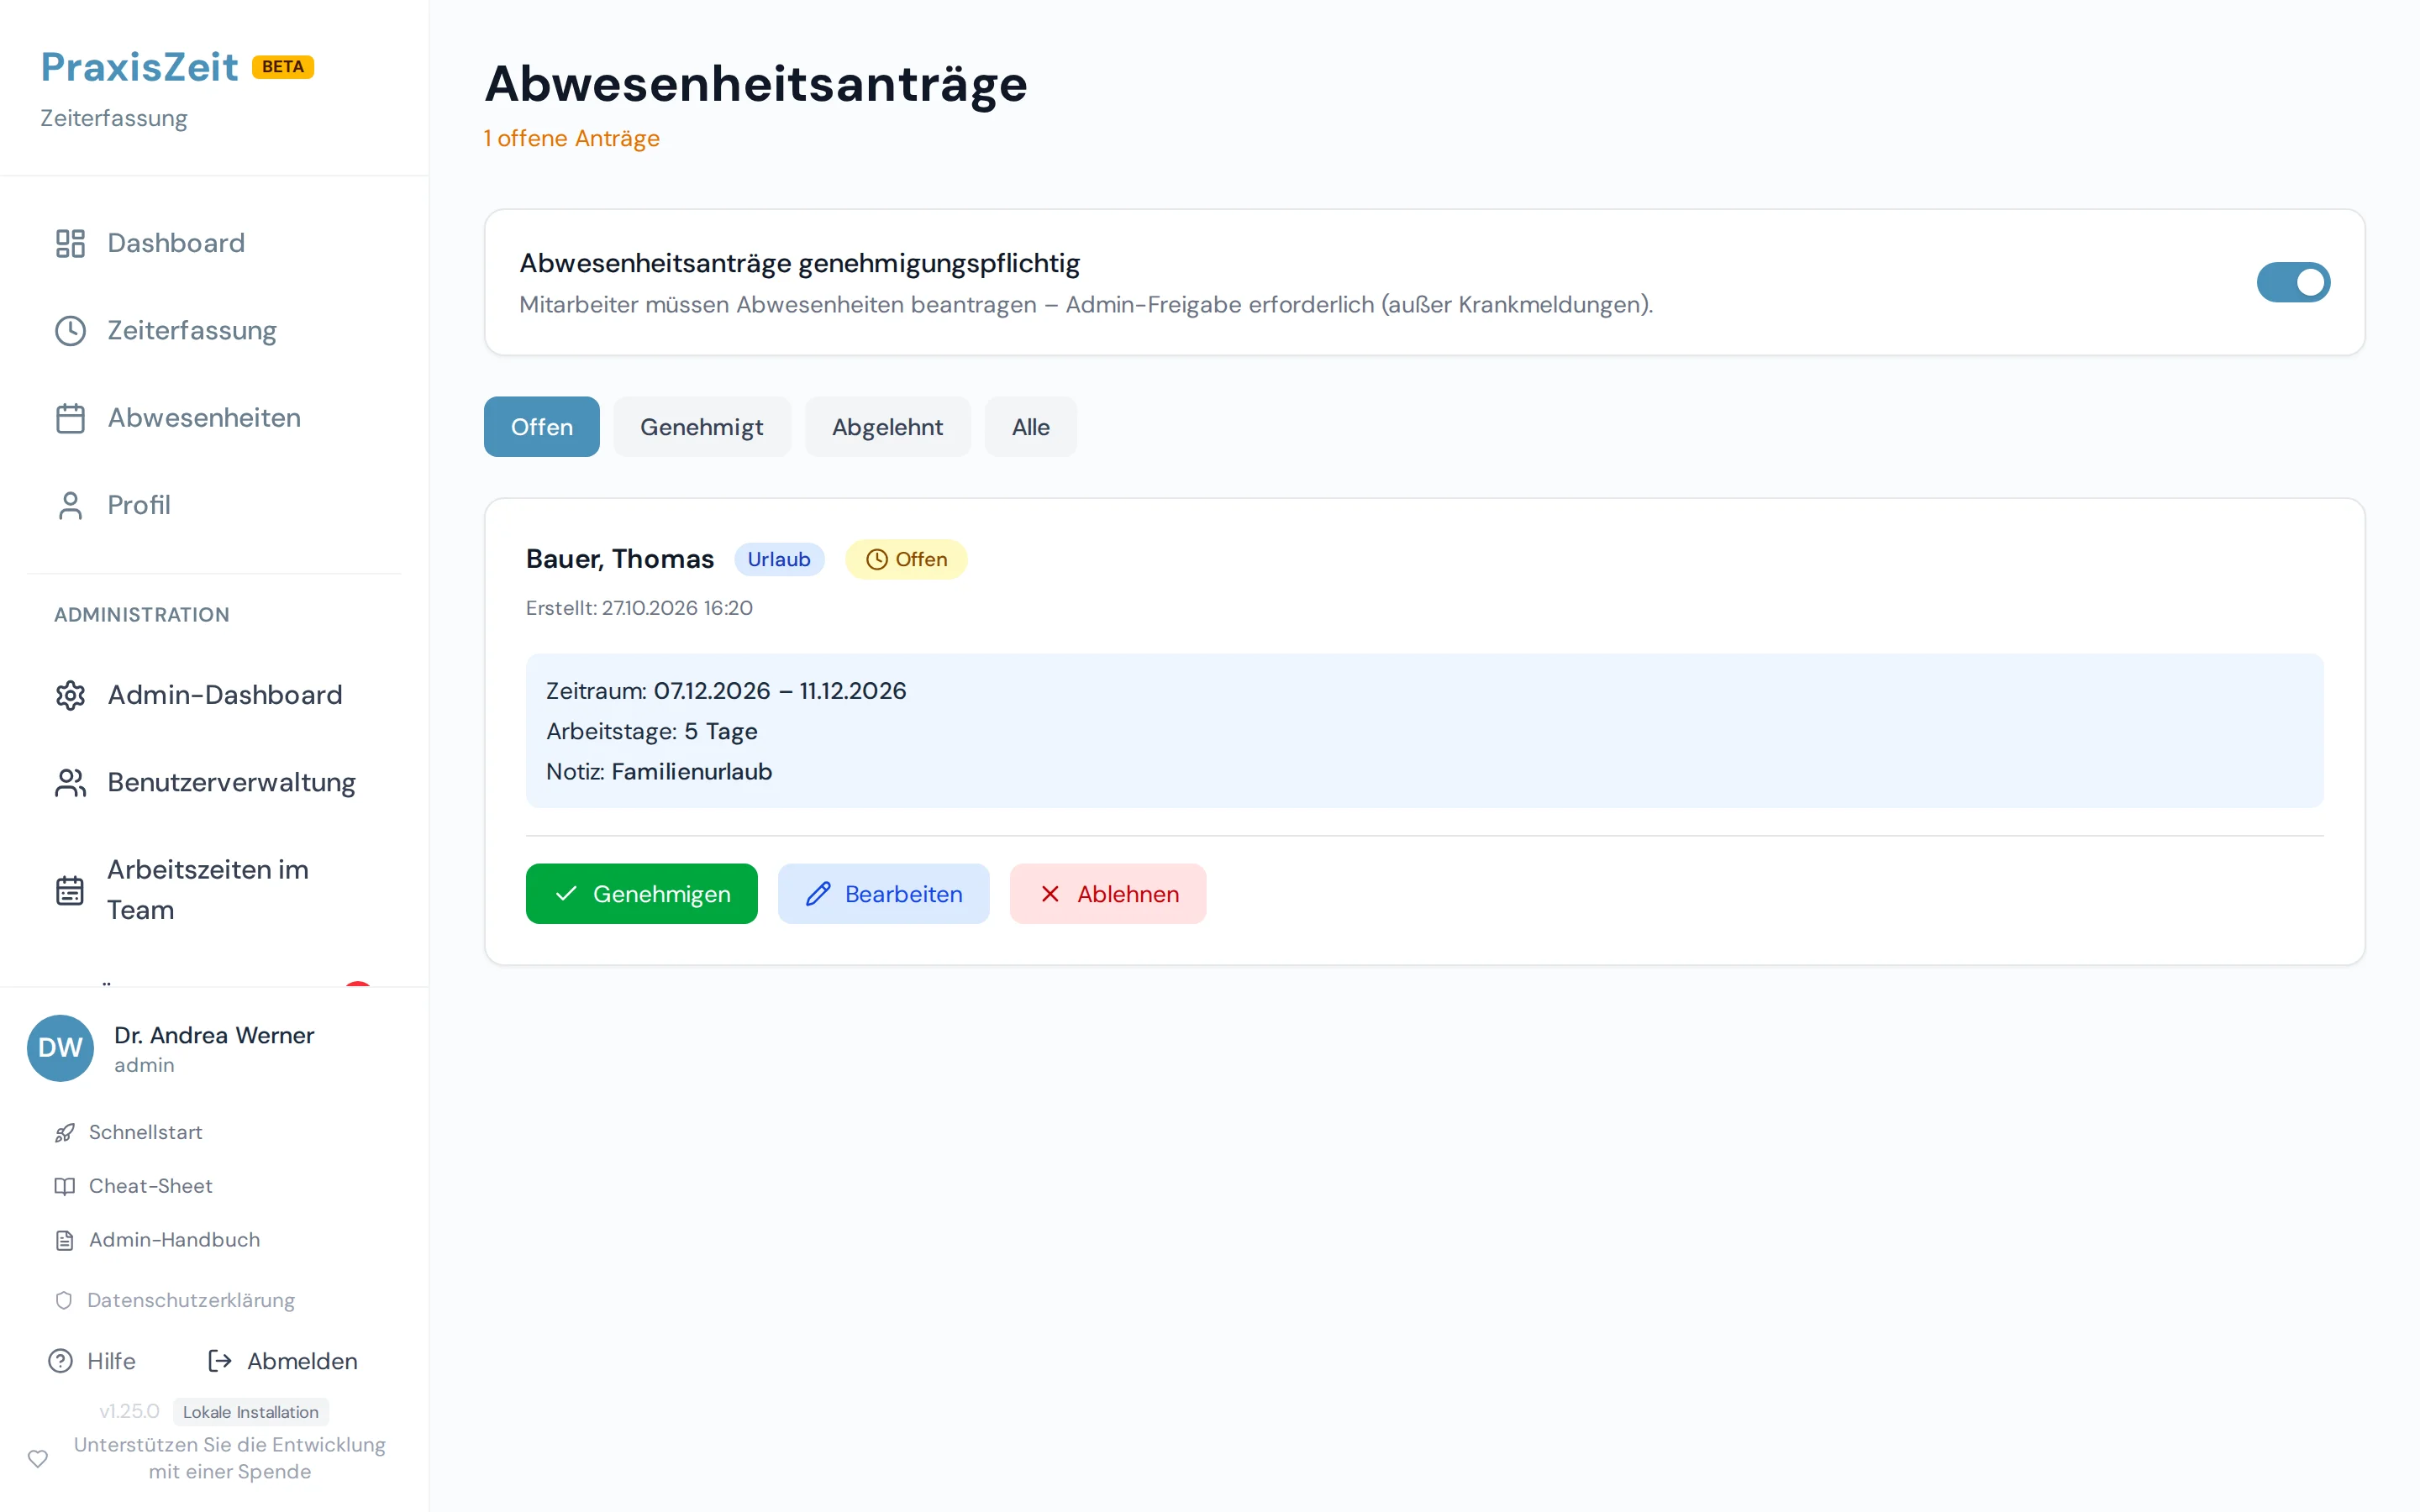 PraxisZeit BETA
Zeiterfassung
Dashboard
Zeiterfassung
Abwesenheiten
Profil
ADMINISTRATION
Admin-Dashboard
Benutzerverwaltung
Arbeitszeiten im
Team
DW
Dr. Andrea Werner
admin
Schnellstart
Cheat-Sheet
Admin-Handbuch
Datenschutzerklärung
Hilfe
Abmelden
v1.25.0 Lokale Installation
Unterstützen Sie die Entwicklung
mit einer Spende
Abwesenheitsanträge
1 offene Anträge
Abwesenheitsanträge genehmigungspflichtig
Mitarbeiter müssen Abwesenheiten beantragen – Admin-Freigabe erforderlich (außer Krankmeldungen).
Offen Genehmigt Abgelehnt Alle
Bauer, Thomas Urlaub Offen
Erstellt: 27.10.2026 16:20
Zeitraum: 07.12.2026 – 11.12.2026
Arbeitstage: 5 Tage
Notiz: Familienurlaub
Genehmigen Bearbeiten Ablehnen